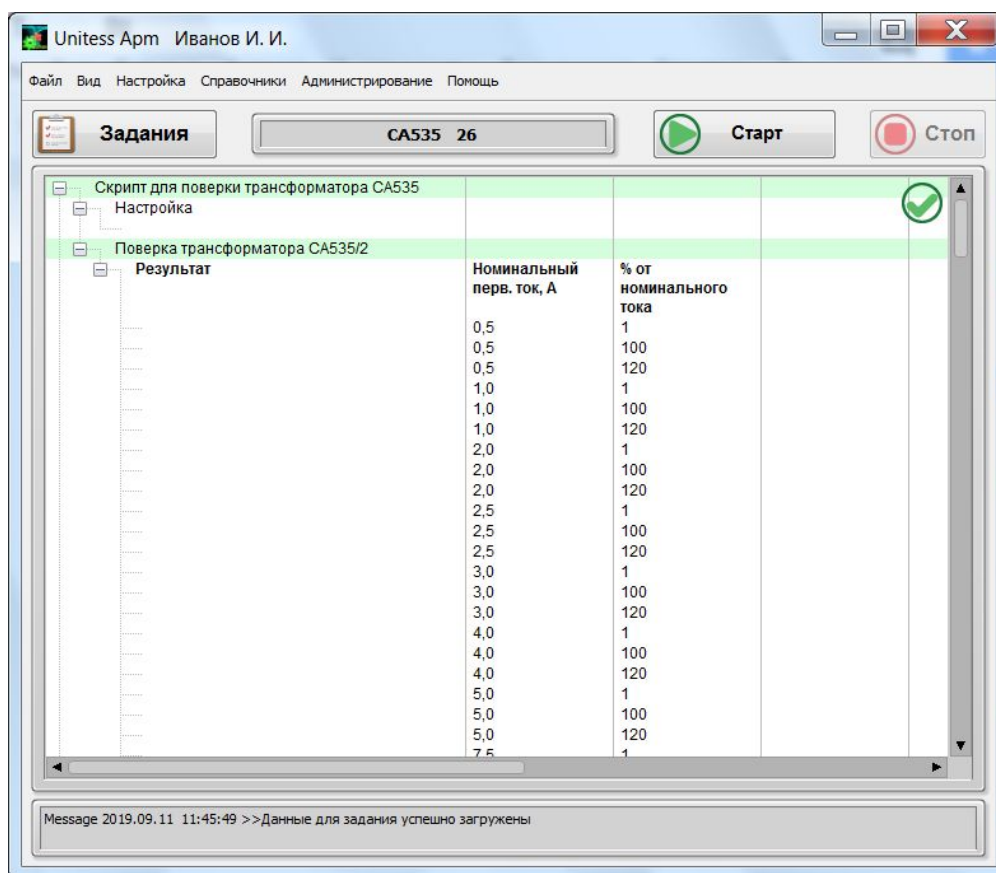 Unitess Apm Иванов И. И.
Файл Вид Настройка Справочники Администрирование Помощь
Задания CA535 26 Старт Стоп
Скрипт для поверки трансформатора CA535
Настройка
Поверка трансформатора CA535/2
Результат Номинальный перв. ток, А % от номинального тока
0,5 1
0,5 100
0,5 120
1,0 1
1,0 100
1,0 120
2,0 1
2,0 100
2,0 120
2,5 1
2,5 100
2,5 120
3,0 1
3,0 100
3,0 120
4,0 1
4,0 100
4,0 120
5,0 1
5,0 100
5,0 120
7,5 1
Message 2019.09.11 11:45:49 >>Данные для задания успешно загружены